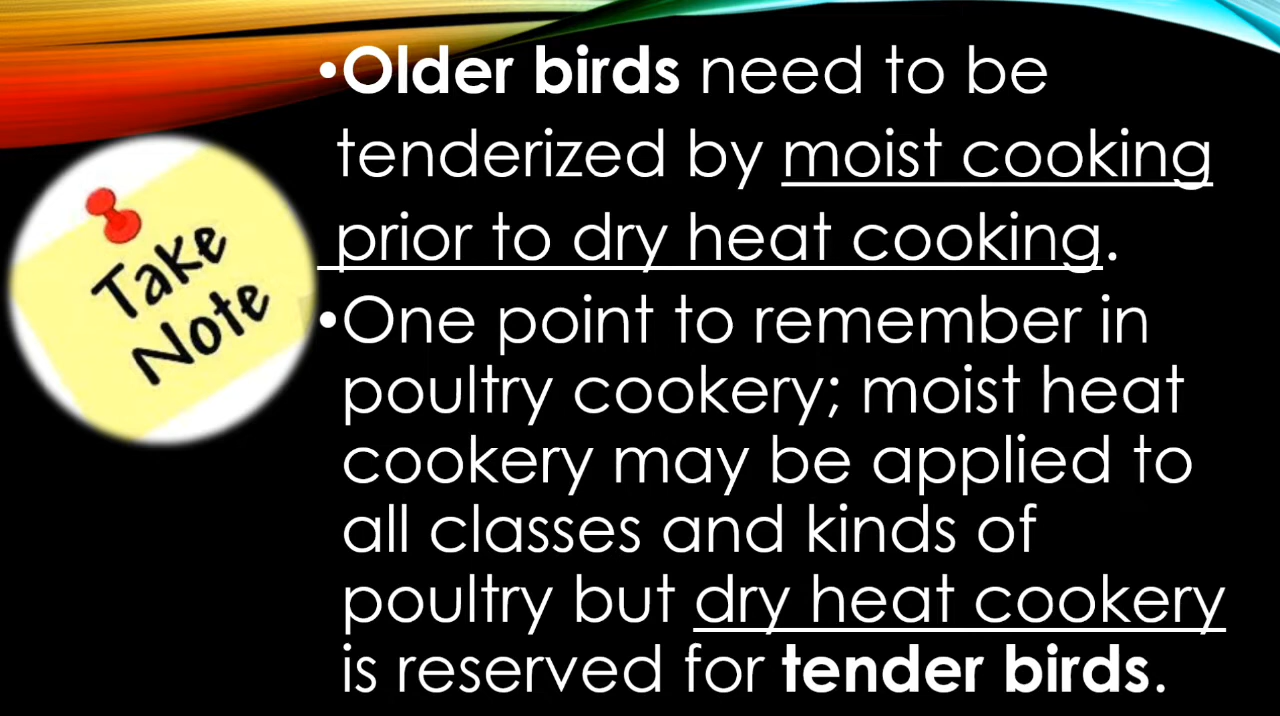 Take
Note
•Older birds need to be
tenderized by moist cooking
prior to dry heat cooking.
•One point to remember in
poultry cookery; moist heat
cookery may be applied to
all classes and kinds of
poultry but dry heat cookery
is reserved for tender birds.